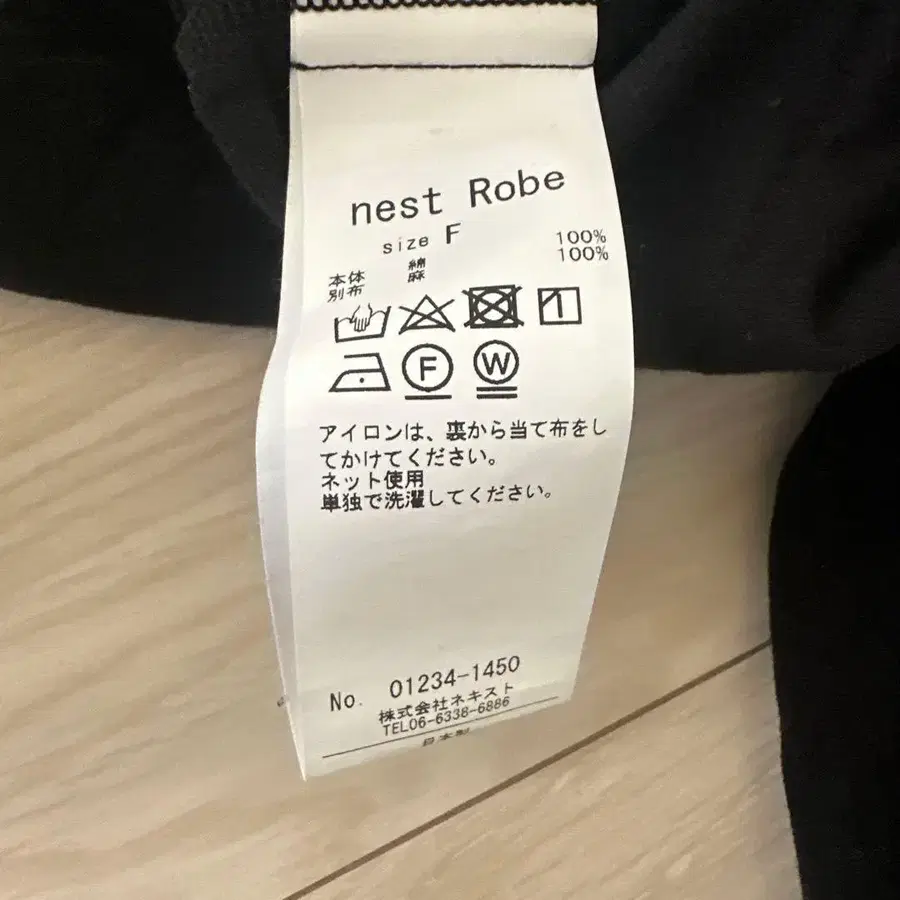 nest Robe
size F
本体 綿 100%
別布 麻 100%
F W
アイロンは、裏から当て布をし
てかけてください。
ネット使用
単独で洗濯してください。
No. 01234-1450
株式会社ネキスト
TEL06-6338-6886
日本製